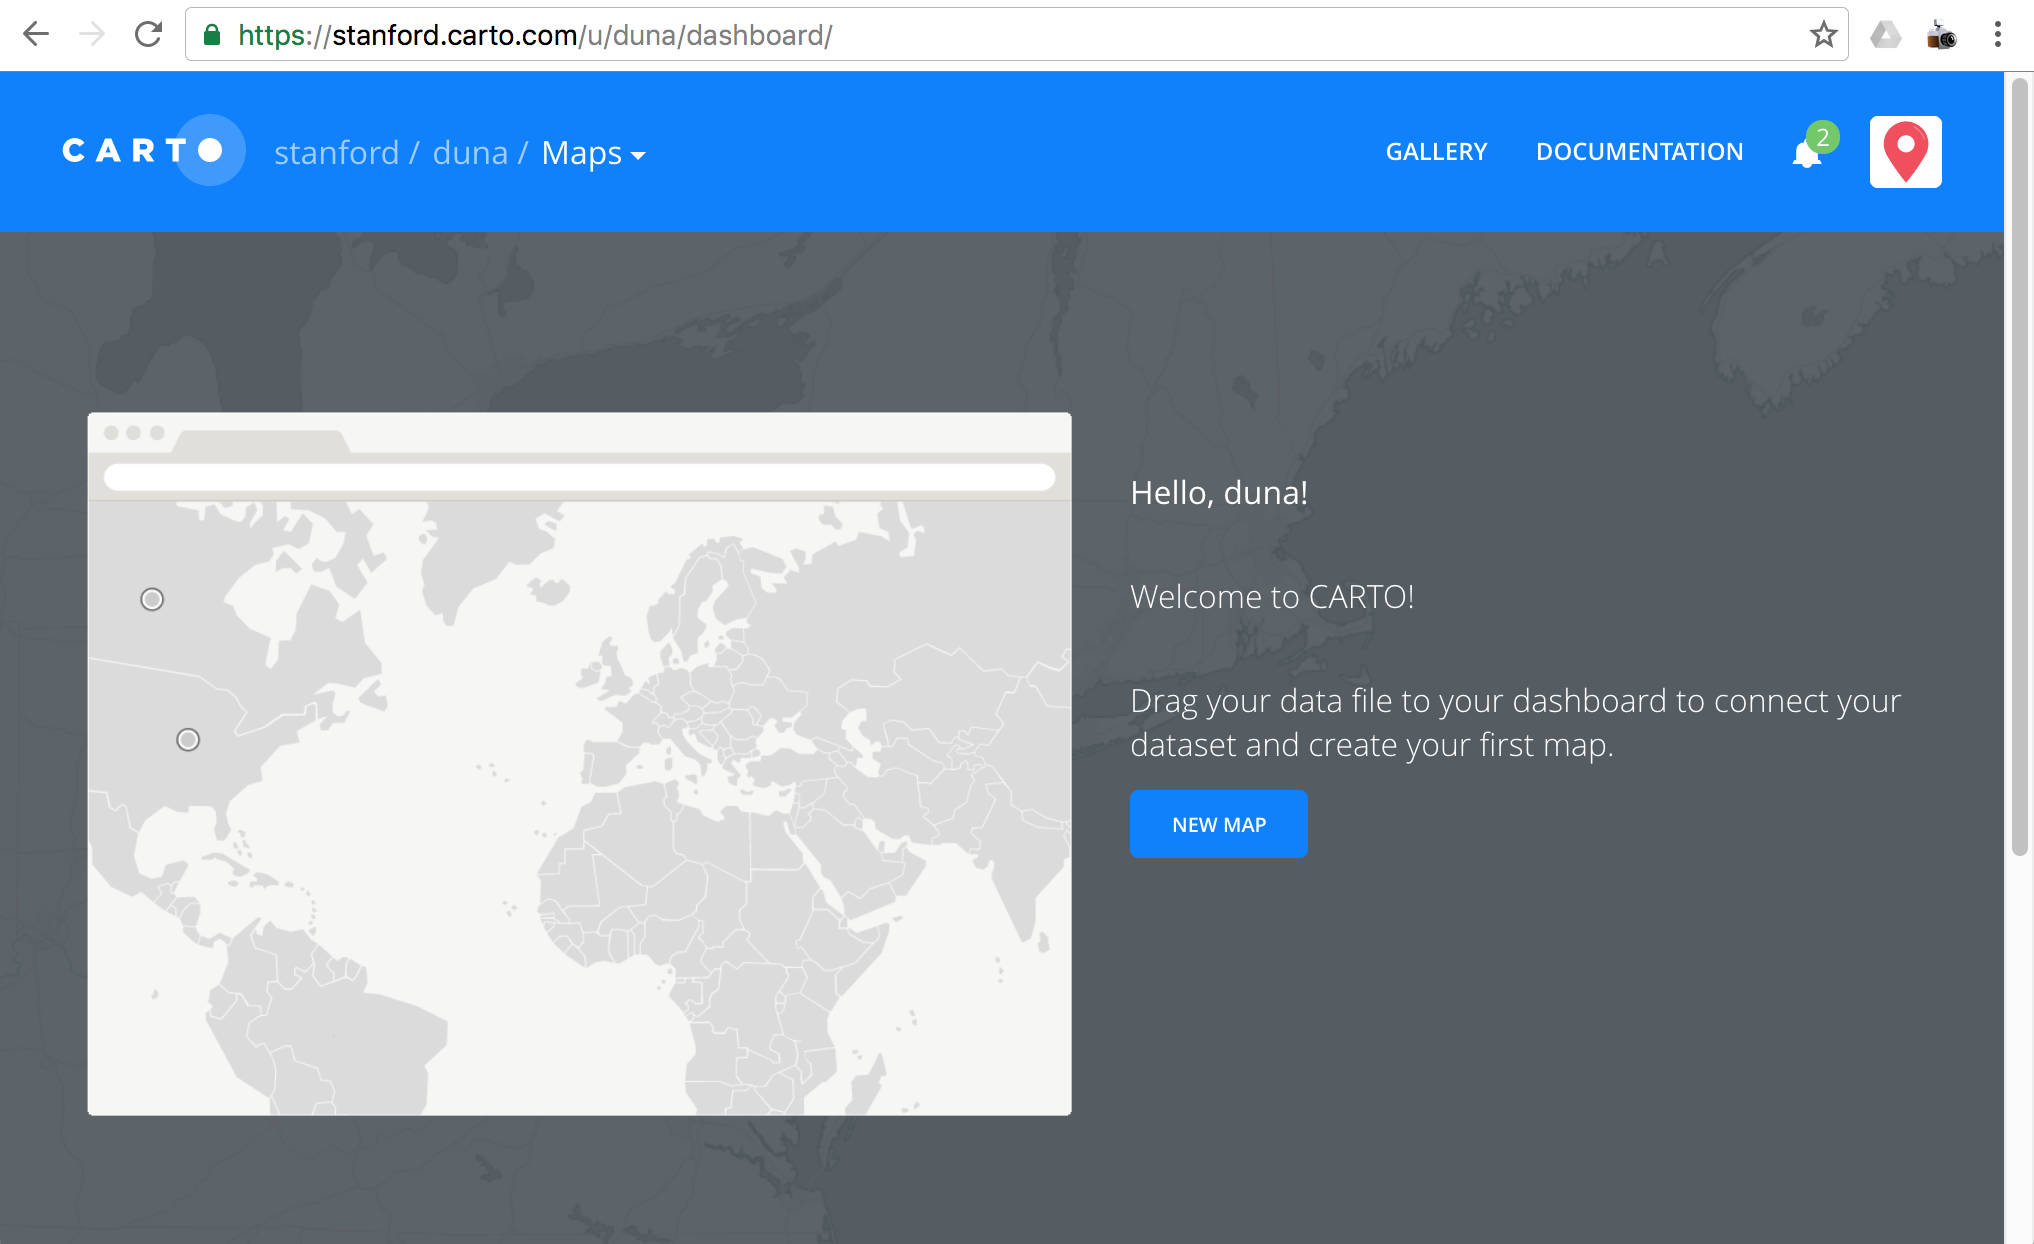 https://stanford.carto.com/u/duna/dashboard/
CARTO stanford / duna / Maps GALLERY DOCUMENTATION 2
Hello, duna!
Welcome to CARTO!
Drag your data file to your dashboard to connect your
dataset and create your first map.
NEW MAP